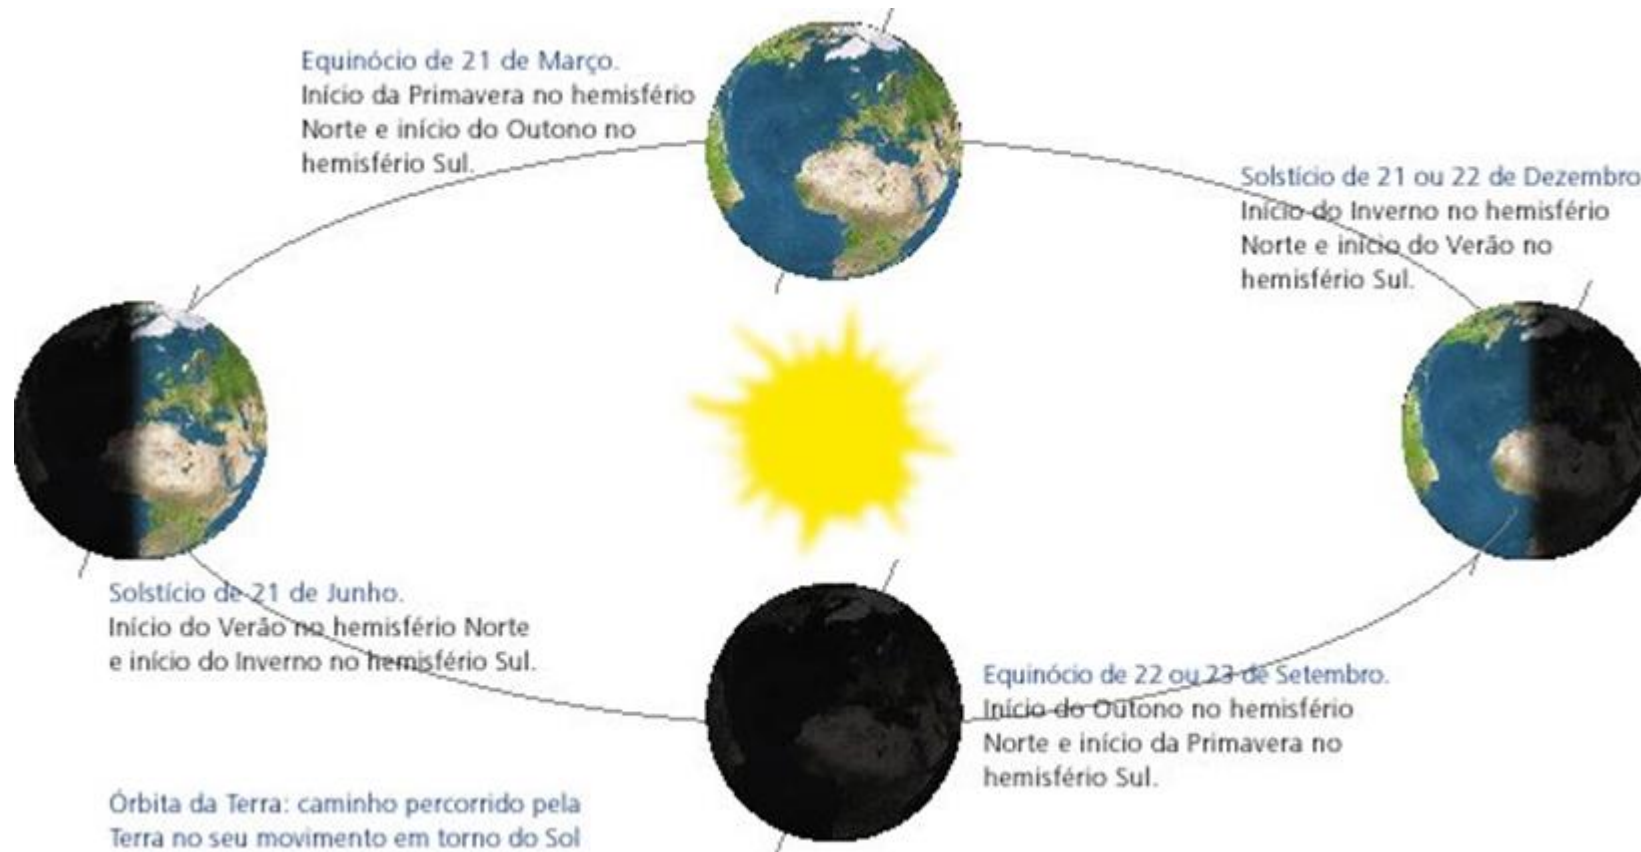 Equinócio de 21 de Março.
Início da Primavera no hemisfério
Norte e início do Outono no
hemisfério Sul.
Solstício de 21 ou 22 de Dezembro
Início do Inverno no hemisfério
Norte e início do Verão no
hemisfério Sul.
Solstício de 21 de Junho.
Início do Verão no hemisfério Norte
e início do Inverno no hemisfério Sul.
Equinócio de 22 ou 23 de Setembro.
Início do Outono no hemisfério
Norte e início da Primavera no
hemisfério Sul.
Órbita da Terra: caminho percorrido pela
Terra no seu movimento em torno do Sol